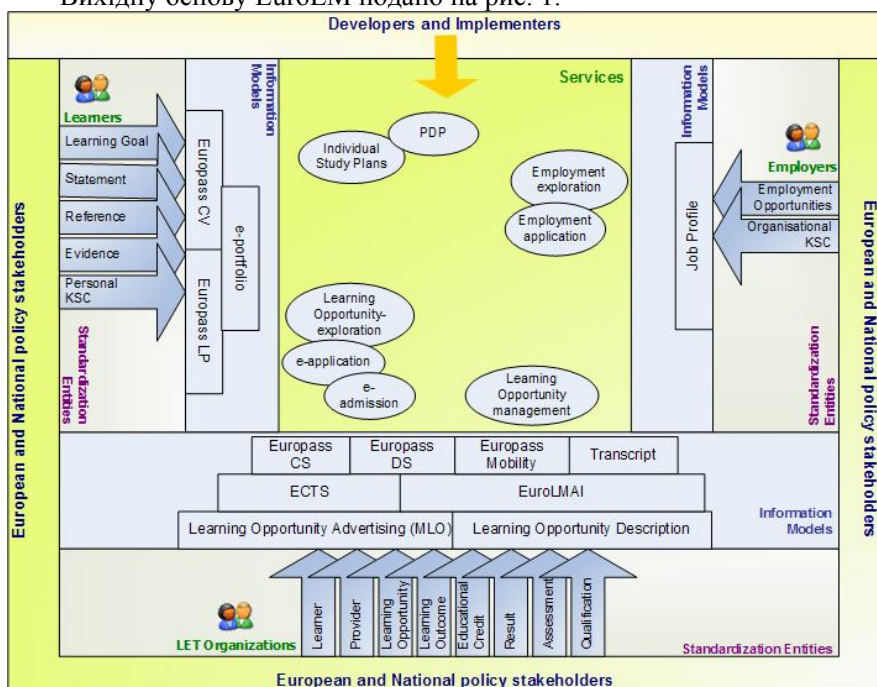 Вихідну основу EuroLM подано на рис. 1.
Developers and Implementers
European and National policy stakeholders
Learners
Learning Goal
Statement
Reference
Evidence
Personal
KSC
Standardization
Entities
Europass CV
Europass LP
e-portfolio
Information
Models
Services
PDP
Individual
Study Plans
Employment
exploration
Employment
application
Learning
Opportunity-
exploration
e-application
e-
admission
Learning
Opportunity
management
Information
Models
Job Profile
Employers
Employment
Opportunities
Organisational
KSC
Standardization
Entities
European and National policy stakeholders
Europass
CS
Europass
DS
Europass
Mobility
Transcript
ECTS
EuroLMAI
Learning Opportunity Advertising (MLO)
Learning Opportunity Description
Information
Models
LET Organizations
Learner
Provider
Learning
Opportunity
Learning
Outcome
Educational
Credit
Result
Assessment
Qualification
Standardization Entities
European and National policy stakeholders